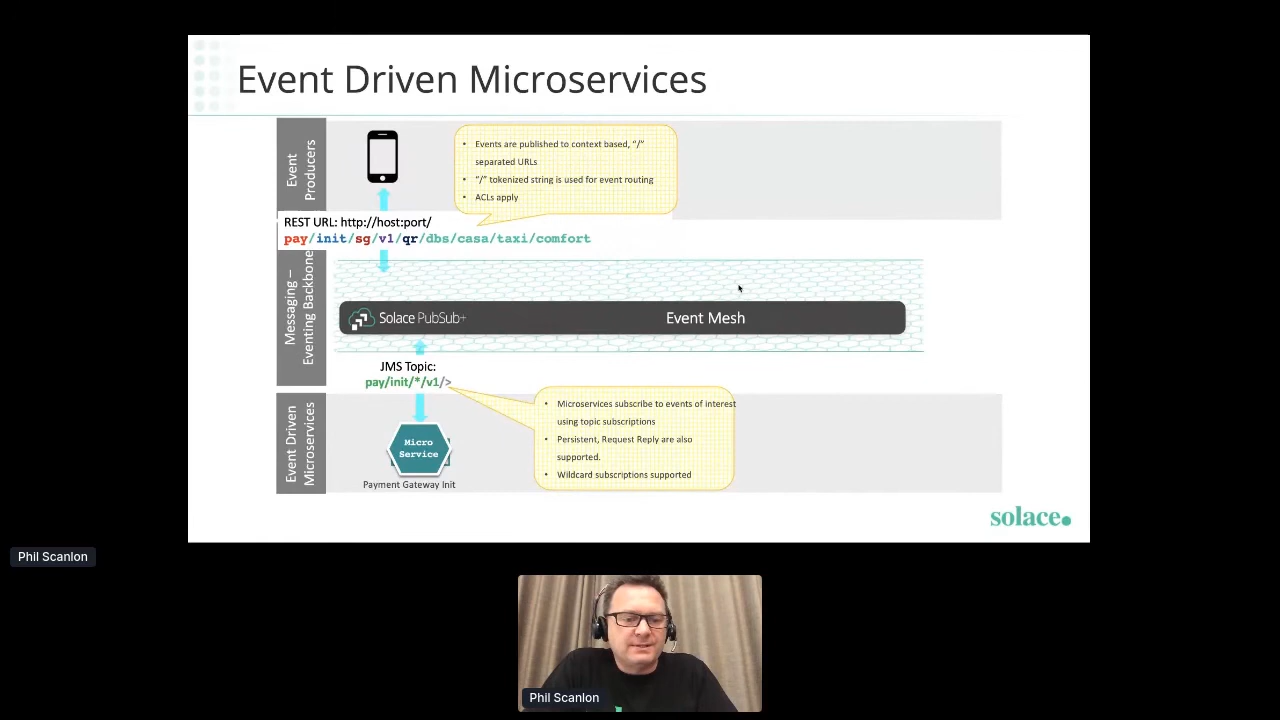 Event Driven Microservices
Event
Producers
• Events are published to context based, “/”
separated URLs
• “/” tokenized string is used for event routing
• ACLs apply
REST URL: http://host:port/
pay/init/sg/v1/qr/dbs/casa/taxi/comfort
Messaging –
Eventing Backbone
Solace PubSub+
Event Mesh
JMS Topic:
pay/init/*/v1/>
Event Driven
Microservices
Micro
Service
Payment Gateway Init
• Microservices subscribe to events of interest
using topic subscriptions
• Persistent, Request Reply are also
supported.
• Wildcard subscriptions supported
solace.
Phil Scanlon
Phil Scanlon